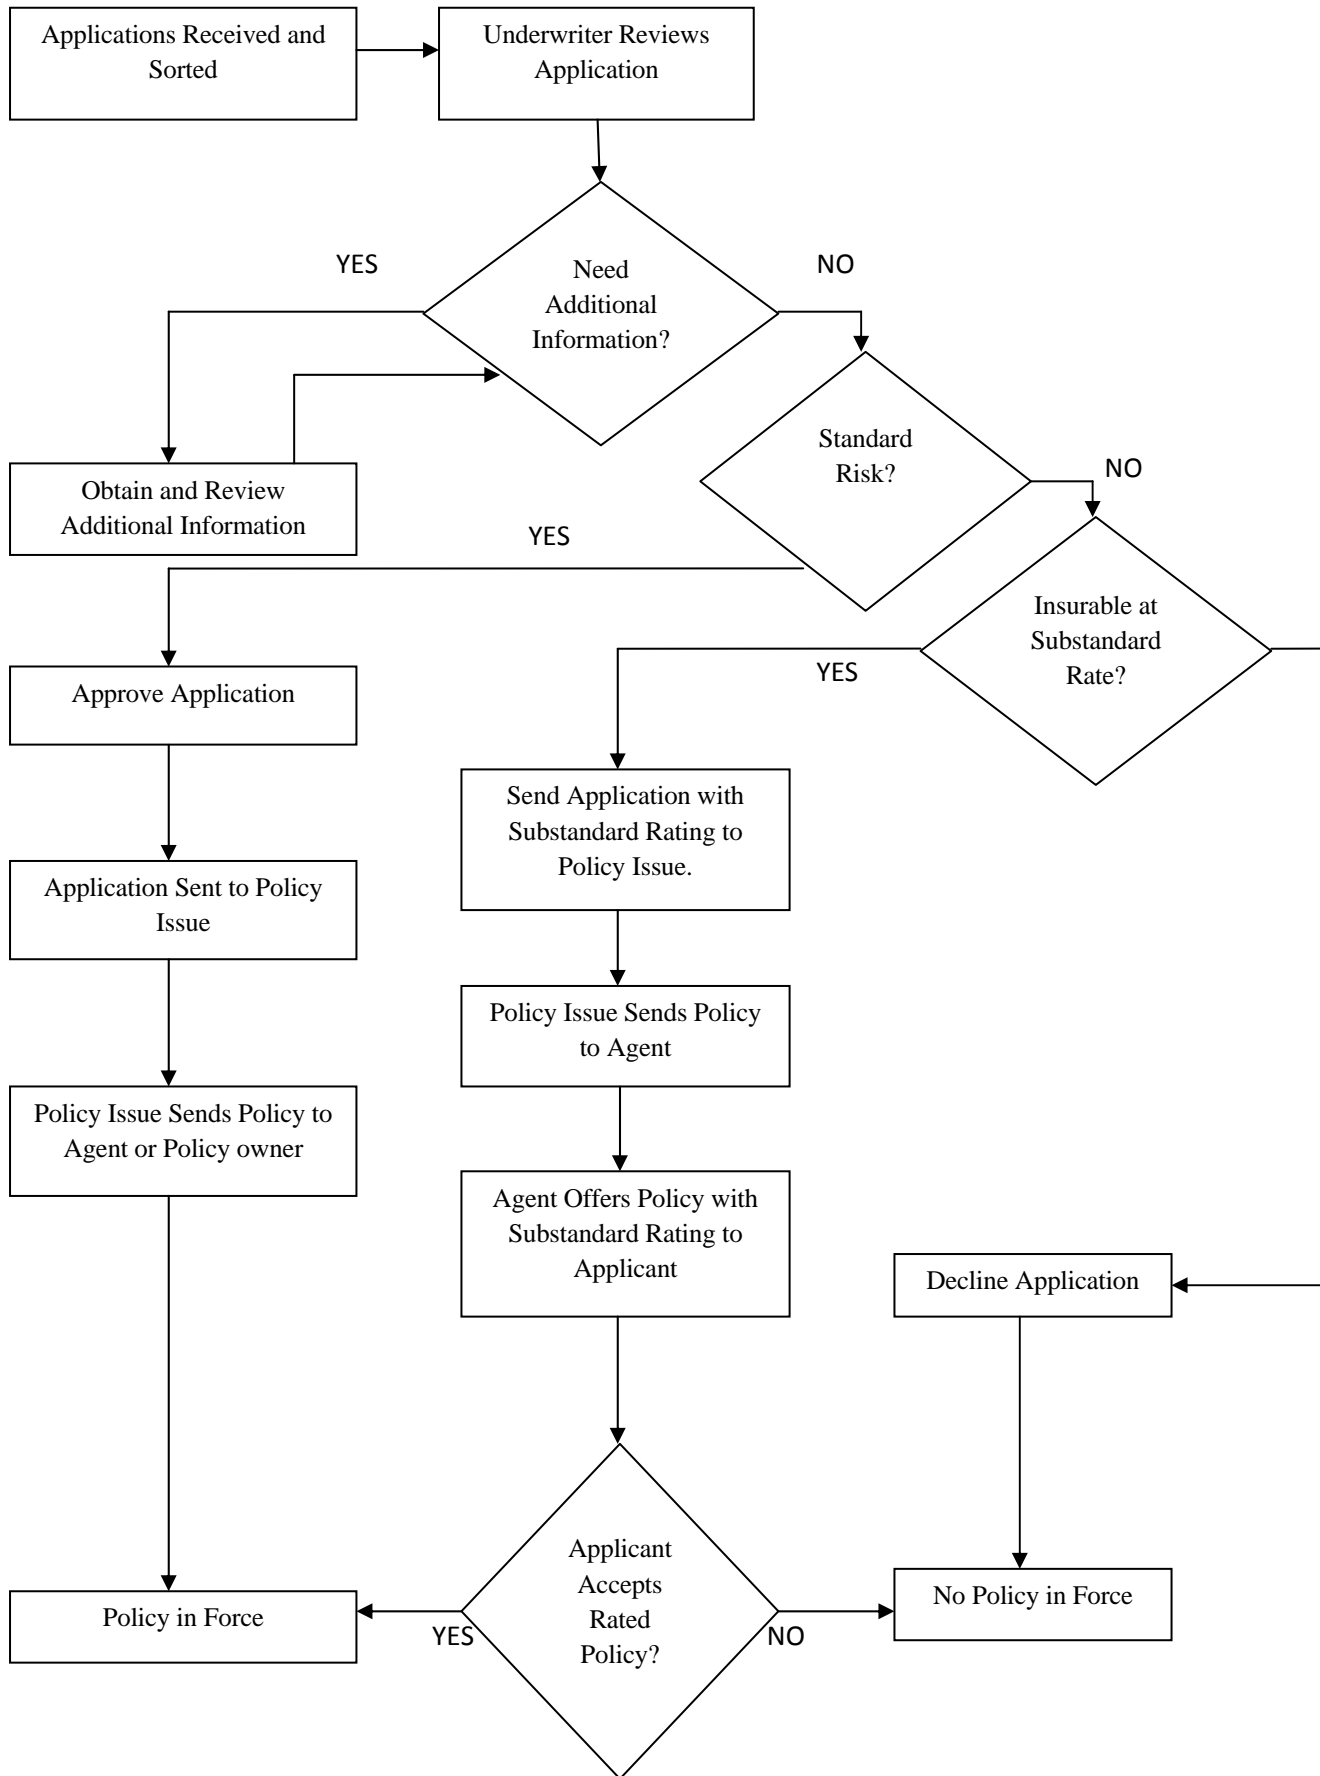 Applications Received and
Sorted
Underwriter Reviews
Application
YES
NO
Need
Additional
Information?
Standard
Risk?
NO
Obtain and Review
Additional Information
YES
Insurable at
Substandard
Rate?
YES
Approve Application
Send Application with
Substandard Rating to
Policy Issue.
Application Sent to Policy
Issue
Policy Issue Sends Policy
to Agent
Policy Issue Sends Policy to
Agent or Policy owner
Agent Offers Policy with
Substandard Rating to
Applicant
Decline Application
Applicant
Accepts
Rated
Policy?
Policy in Force
YES
NO
No Policy in Force